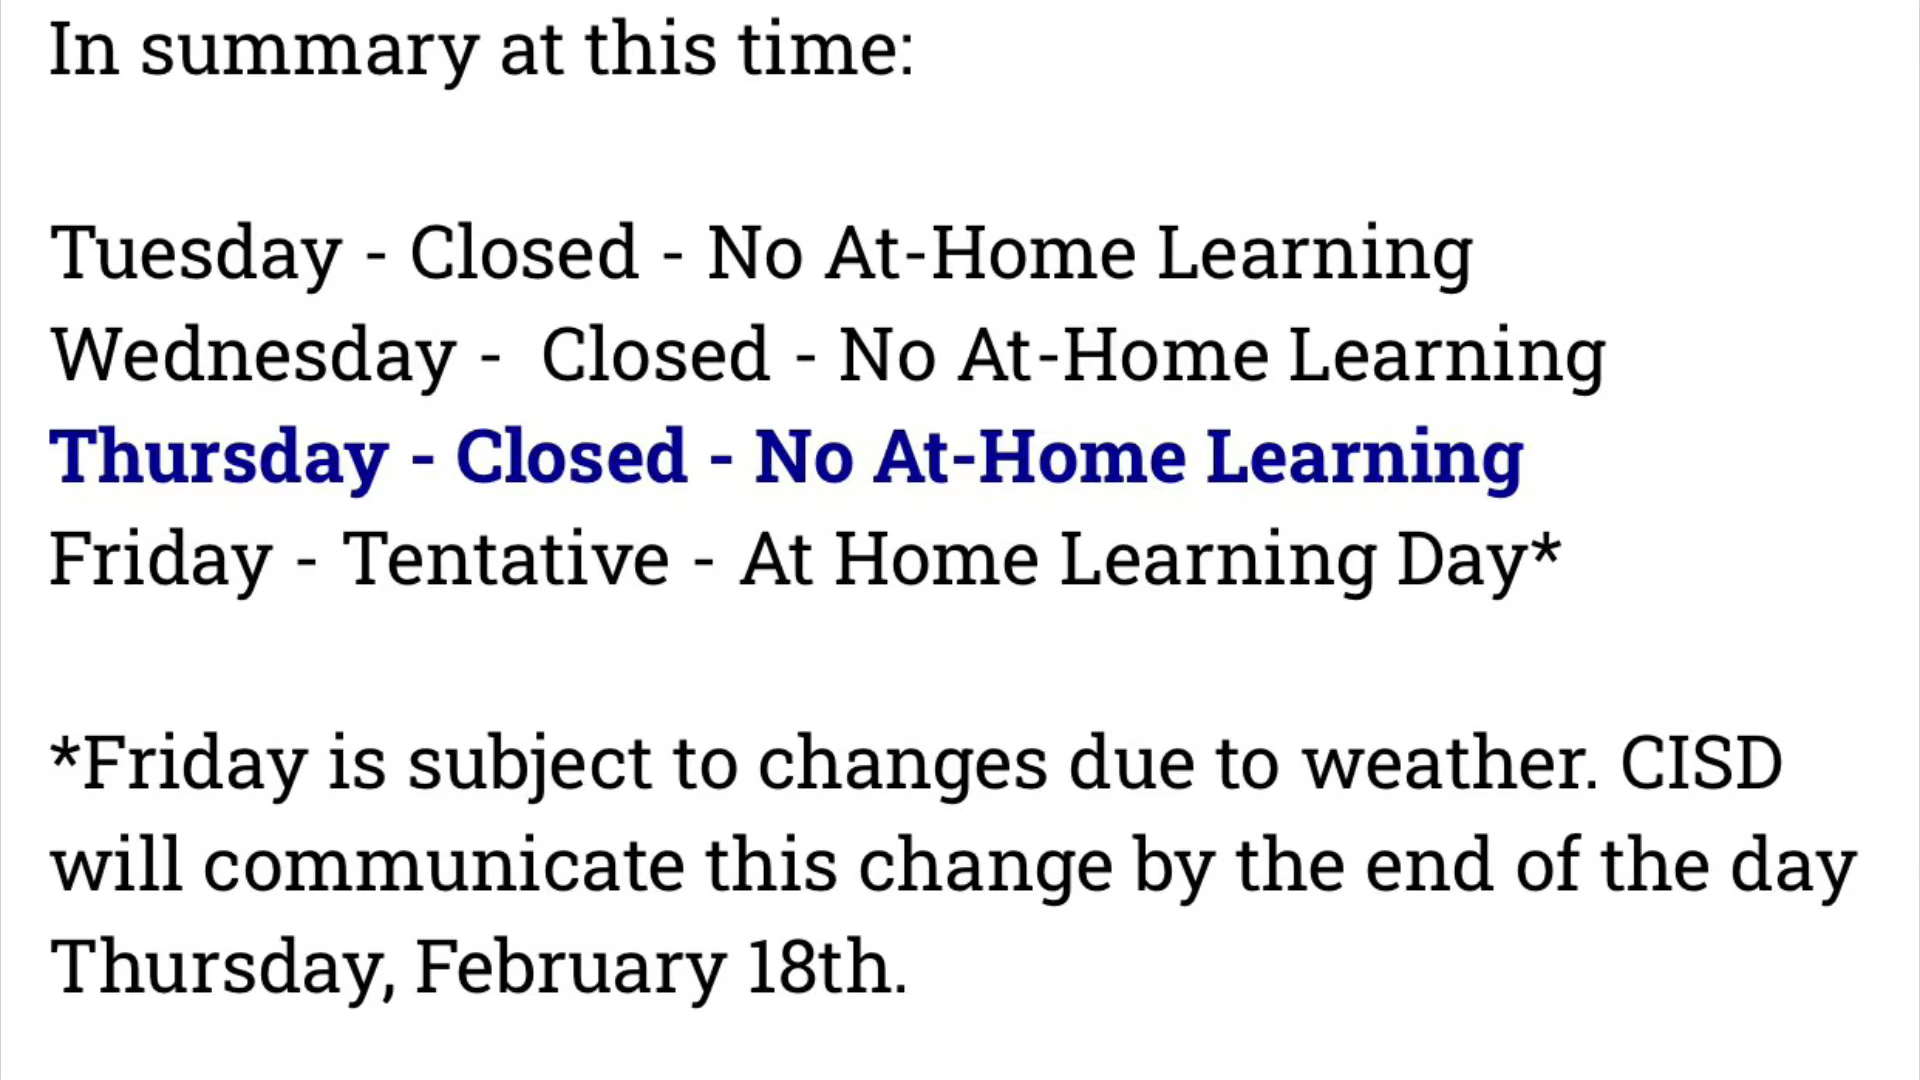 In summary at this time:
Tuesday - Closed - No At-Home Learning
Wednesday -  Closed - No At-Home Learning
Thursday - Closed - No At-Home Learning
Friday - Tentative - At Home Learning Day*
*Friday is subject to changes due to weather. CISD
will communicate this change by the end of the day
Thursday, February 18th.